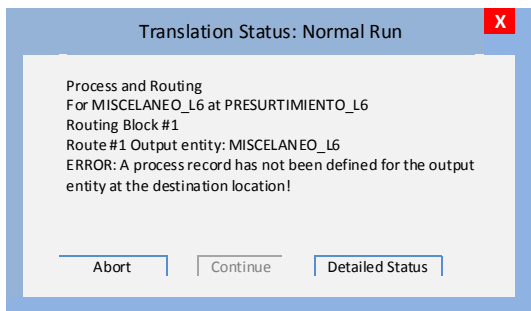 Translation Status: Normal Run
X
Process and Routing
For MISCELANEO_L6 at PRESURTIMIENTO_L6
Routing Block #1
Route #1 Output entity: MISCELANEO_L6
ERROR: A process record has not been defined for the output
entity at the destination location!
Abort
Continue
Detailed Status